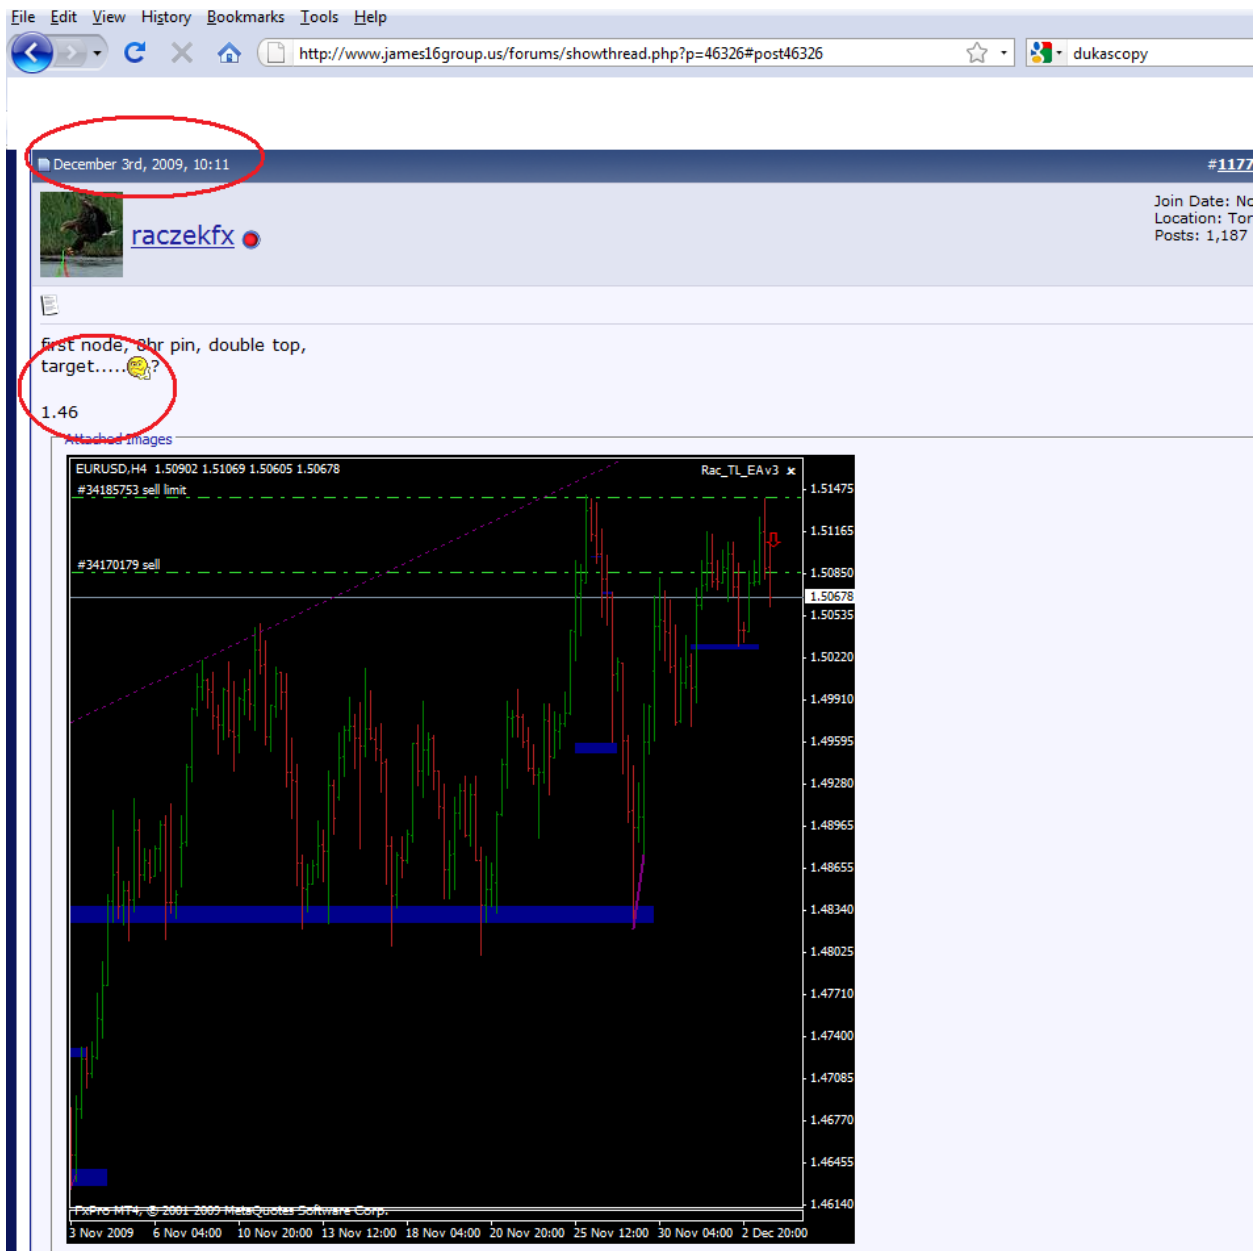 File Edit View History Bookmarks Tools Help
http://www.james16group.us/forums/showthread.php?p=46326#post46326
dukascopy
December 3rd, 2009, 10:11
#1177
raczekfx
Join Date: No
Location: Tor
Posts: 1,187
first node, 8hr pin, double top,
target.....?
1.46
Attached Images
EURUSD,H4 1.50902 1.51069 1.50605 1.50678
Rac_TL_EAv3 x
#34185753 sell limit
#34170179 sell
1.51475
1.51165
1.50850
1.50678
1.50535
1.50220
1.49910
1.49595
1.49280
1.48965
1.48655
1.48340
1.48025
1.47710
1.47400
1.47085
1.46770
1.46455
1.46140
FxPro MT4, © 2001 2009 MetaQuotes Software Corp.
3 Nov 2009 6 Nov 04:00 10 Nov 20:00 13 Nov 12:00 18 Nov 04:00 20 Nov 20:00 25 Nov 12:00 30 Nov 04:00 2 Dec 20:00